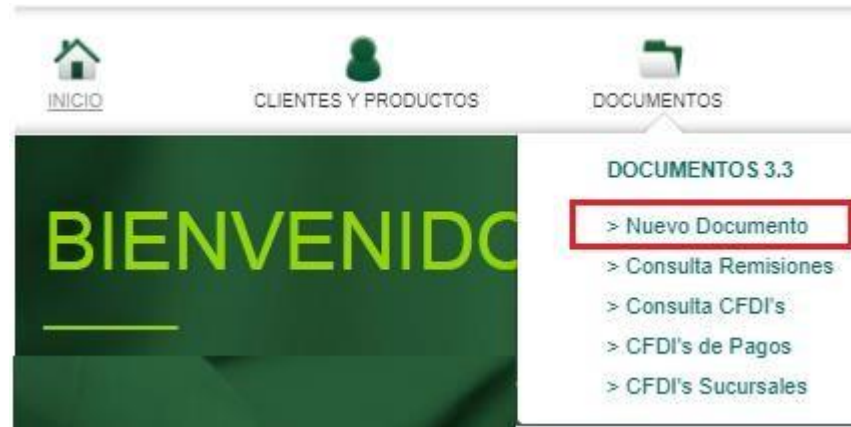 INICIO
CLIENTES Y PRODUCTOS
DOCUMENTOS
BIENVENIDO
DOCUMENTOS 3.3
> Nuevo Documento
> Consulta Remisiones
> Consulta CFDI's
> CFDI's de Pagos
> CFDI's Sucursales